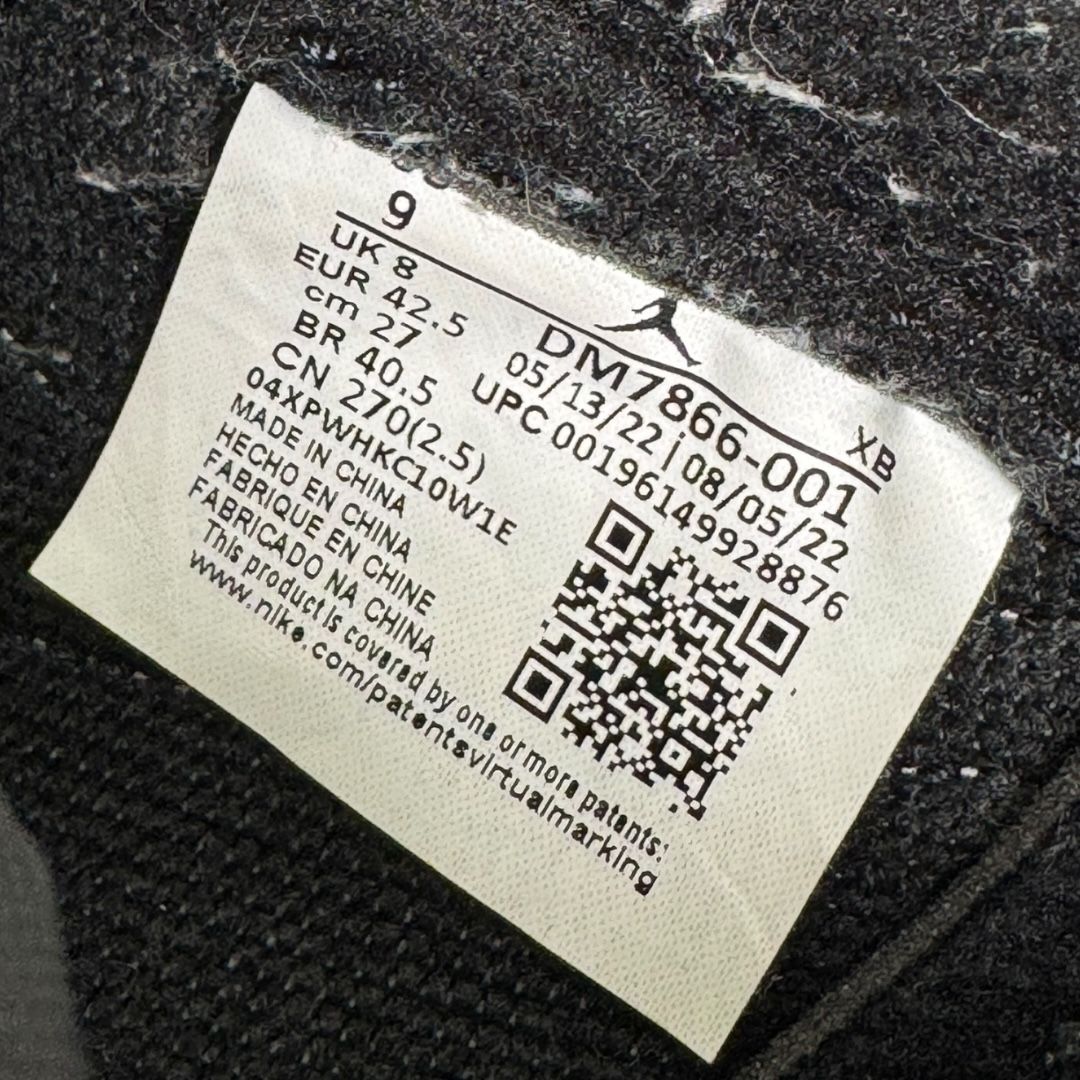 9
UK 8
EUR 42.5
cm 27
BR 40.5
CN 270(2.5)
04XPWHKC10W1E
MADE IN CHINA
HECHO EN CHINA
FABRIQUE EN CHINE
FABRICADO NA CHINA
This product is covered by one or more patents:
www.nike.com/patentsvirtualmarking
XB
DM7866-001
05/13/22 | 08/05/22
UPC 00196149928876